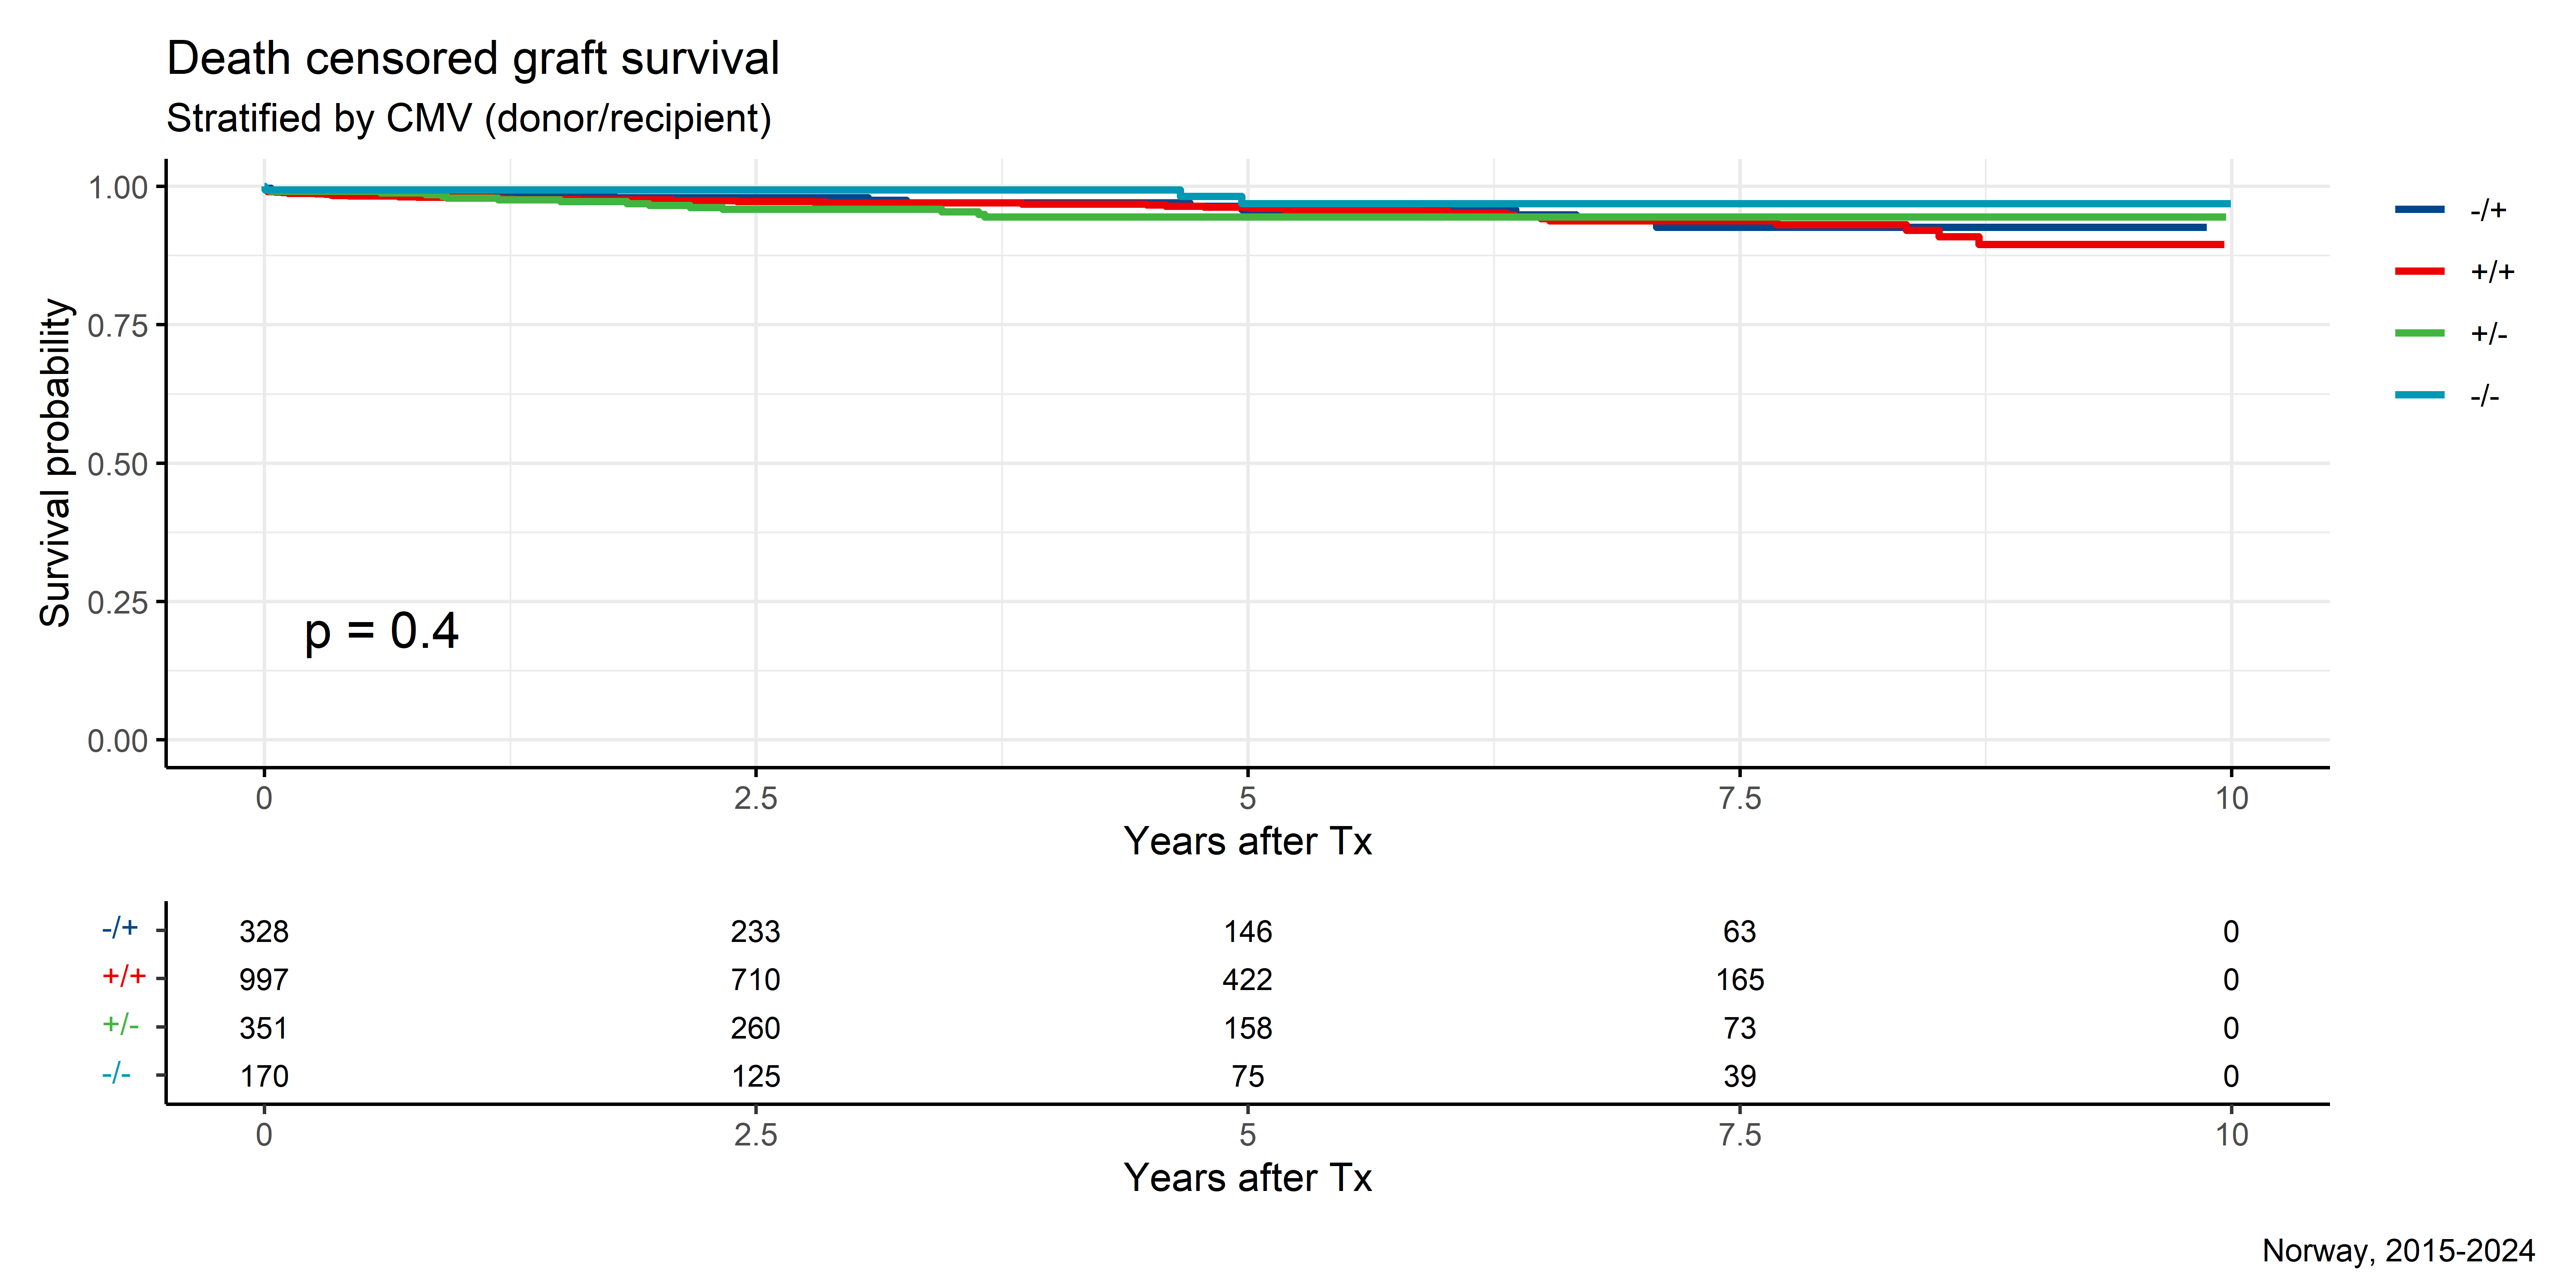 Death censored graft survival
Stratified by CMV (donor/recipient)
Survival probability
1.00
0.75
0.50
0.25
0.00
p = 0.4
0 2.5 5 7.5 10
Years after Tx
-/+
+/+
+/-
-/-
-/+ 328 233 146 63 0
+/+ 997 710 422 165 0
+/- 351 260 158 73 0
-/- 170 125 75 39 0
0 2.5 5 7.5 10
Years after Tx
Norway, 2015-2024